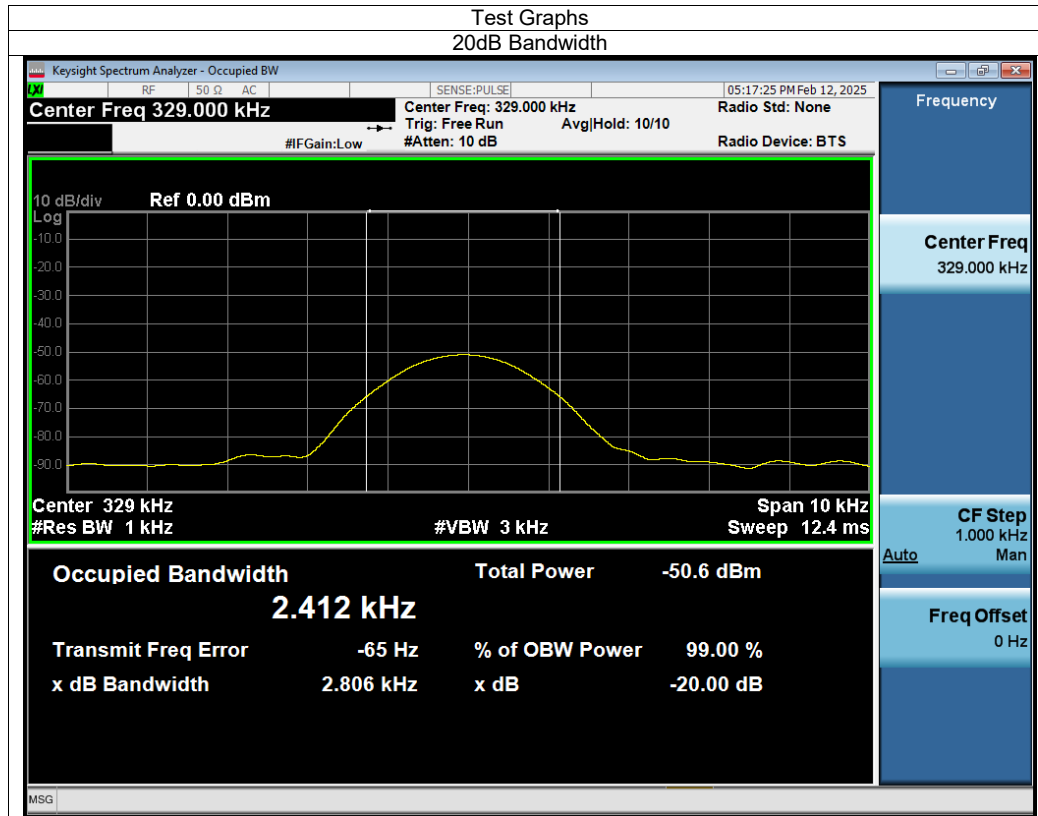 Test Graphs
20dB Bandwidth
Keysight Spectrum Analyzer - Occupied BW
LXI RF 50 Ω AC SENSE:PULSE 05:17:25 PM Feb 12, 2025
Center Freq 329.000 kHz Center Freq: 329.000 kHz Radio Std: None
Trig: Free Run Avg|Hold: 10/10
#IFGain:Low #Atten: 10 dB Radio Device: BTS
Frequency
10 dB/div Ref 0.00 dBm
Log
-10.0
-20.0
-30.0
-40.0
-50.0
-60.0
-70.0
-80.0
-90.0
Center 329 kHz Span 10 kHz
#Res BW 1 kHz #VBW 3 kHz Sweep 12.4 ms
Occupied Bandwidth Total Power -50.6 dBm
2.412 kHz
Transmit Freq Error -65 Hz % of OBW Power 99.00 %
x dB Bandwidth 2.806 kHz x dB -20.00 dB
Center Freq
329.000 kHz
CF Step
1.000 kHz
Auto Man
Freq Offset
0 Hz
MSG